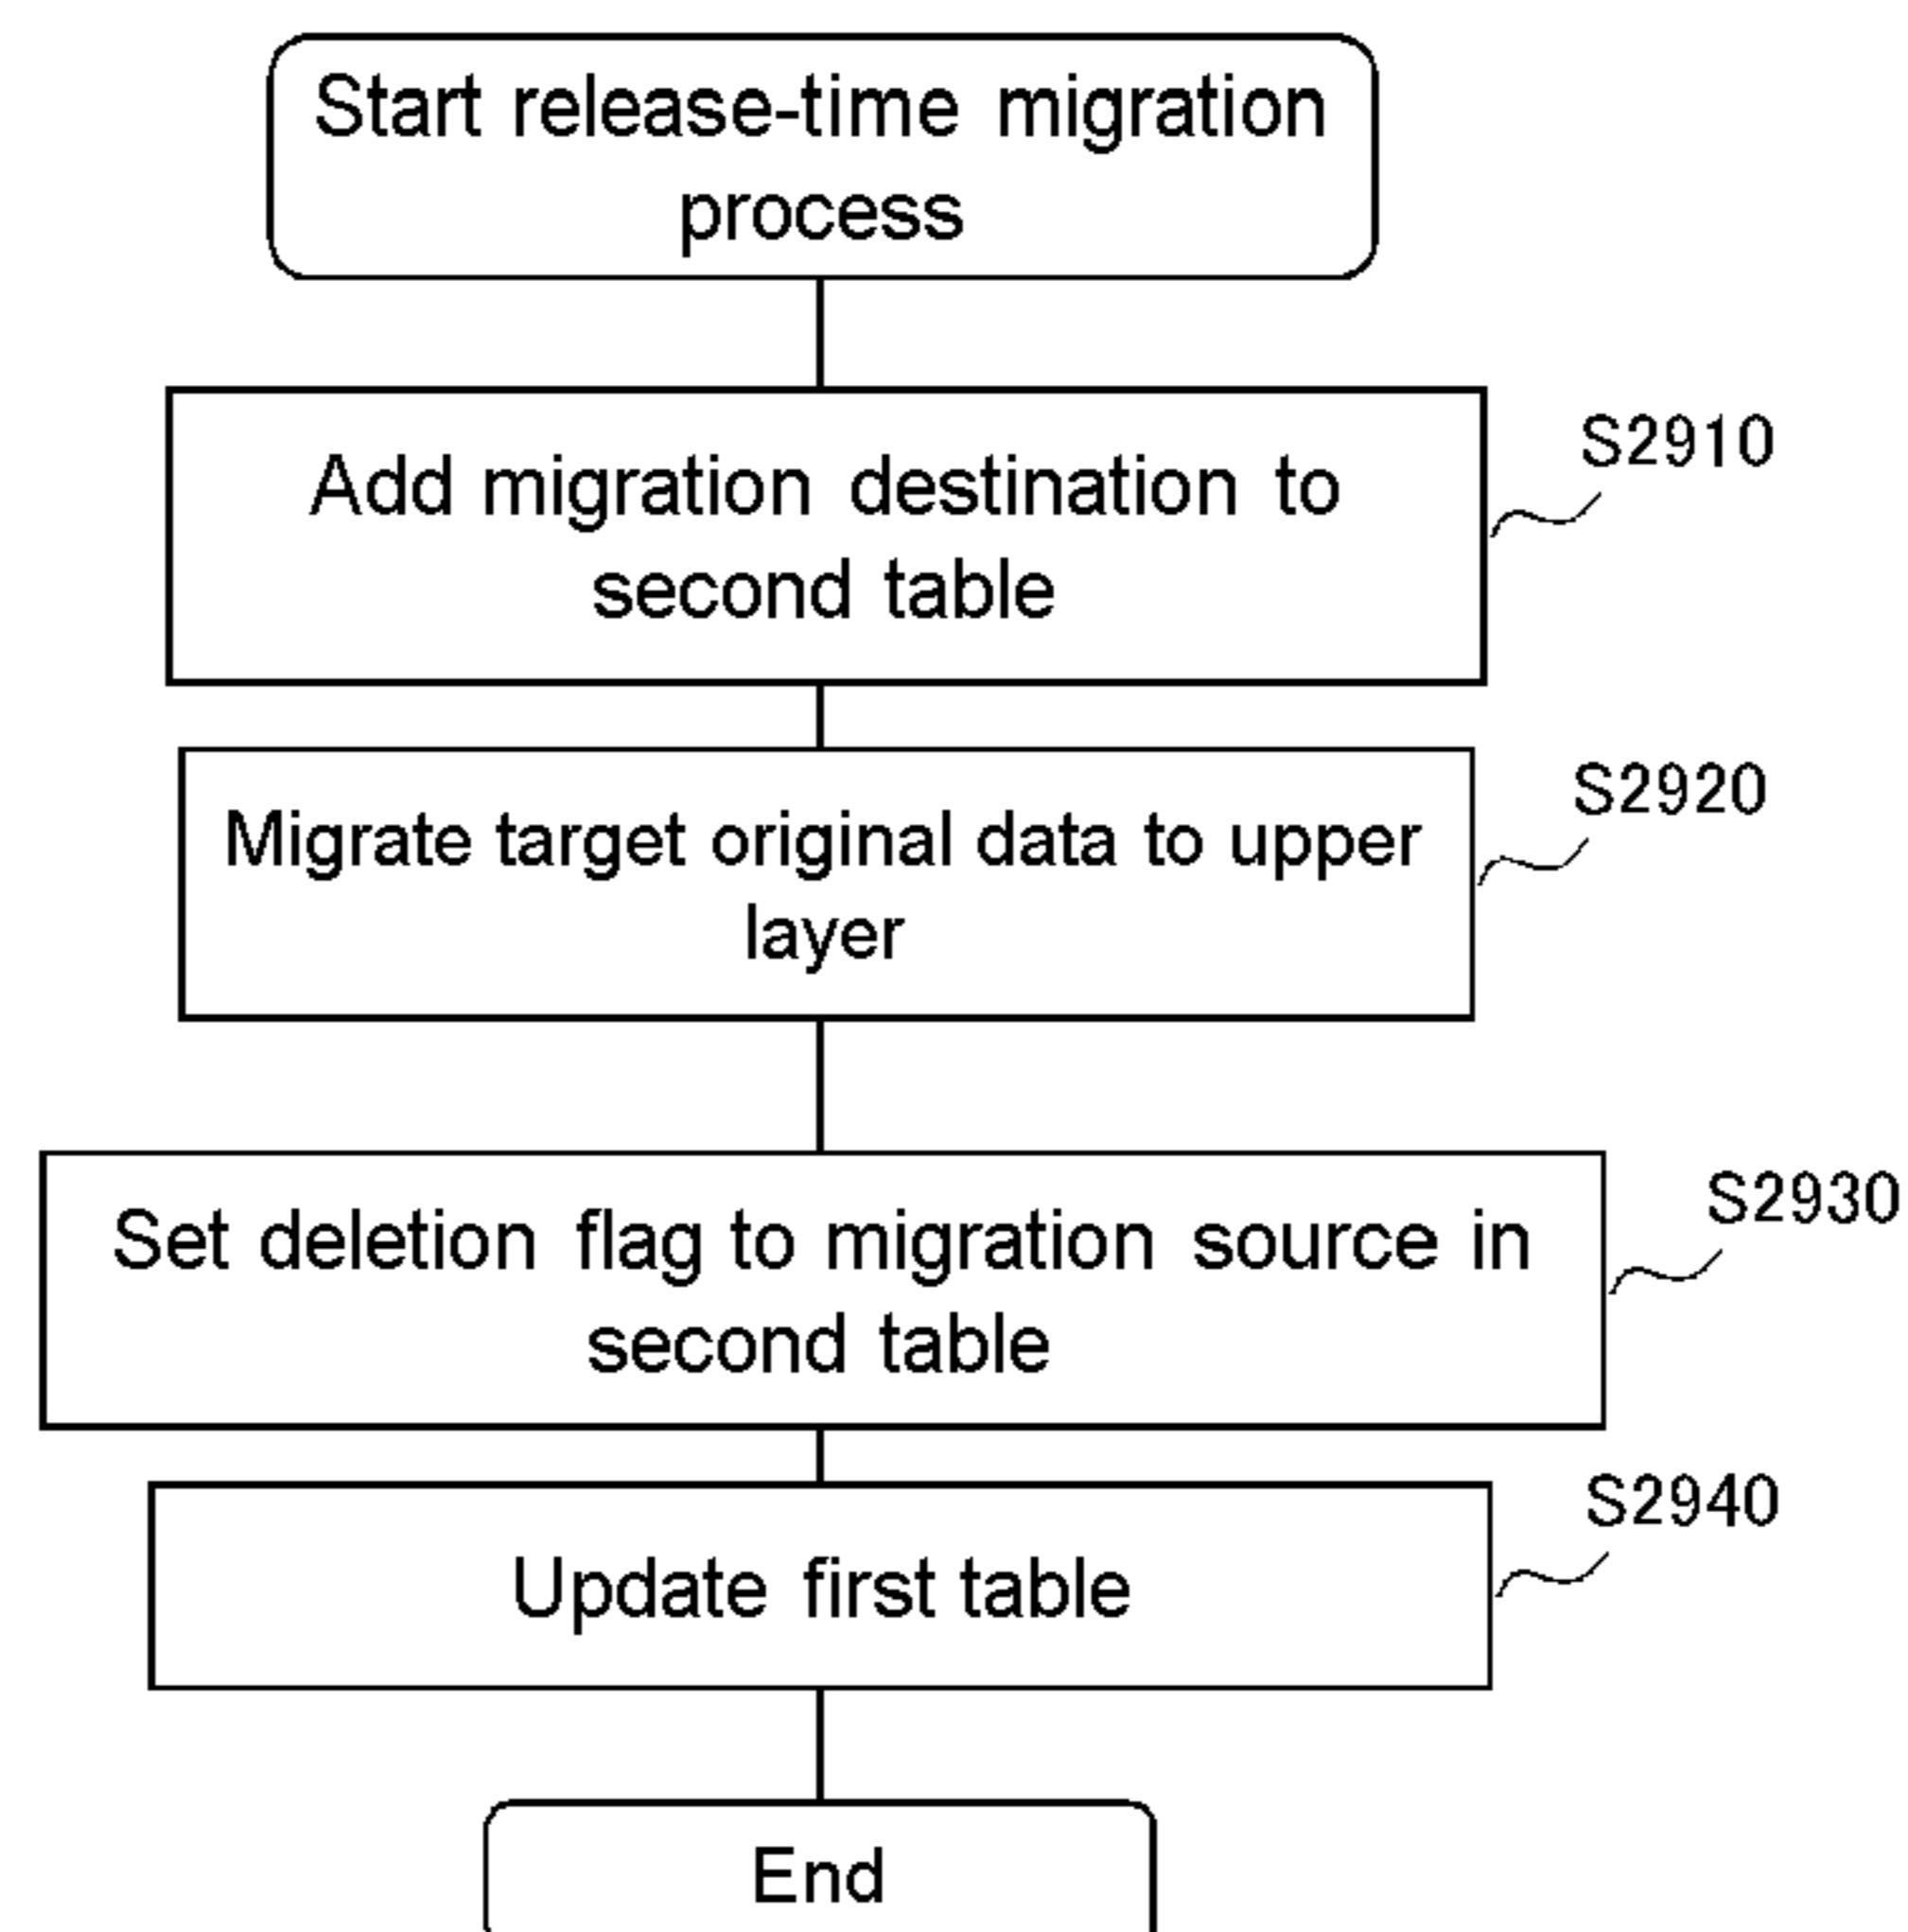 Start release-time migration
process
Add migration destination to
second table
S2910
Migrate target original data to upper
layer
S2920
Set deletion flag to migration source in
second table
S2930
Update first table
S2940
End